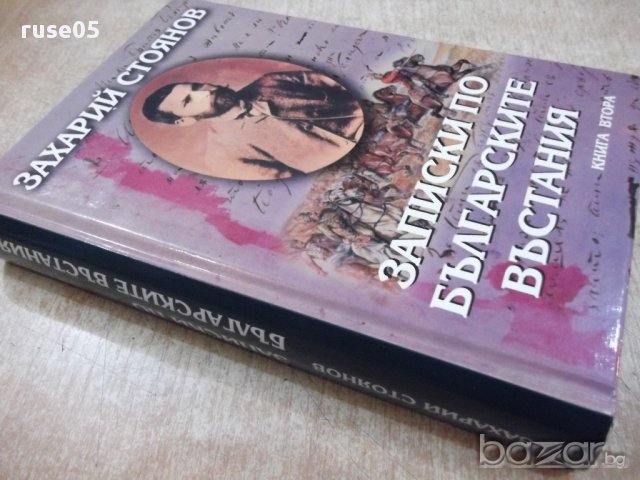 ruse05
ЗАХАРИЙ СТОЯНОВ
ЗАПИСКИ ПО
БЪЛГАРСКИТЕ
ВЪСТАНИЯ
КНИГА ВТОРА
ЗАХАРИЙ СТОЯНОВ
ЗАПИСКИ ПО
БЪЛГАРСКИТЕ ВЪСТАНИЯ
bazar.bg